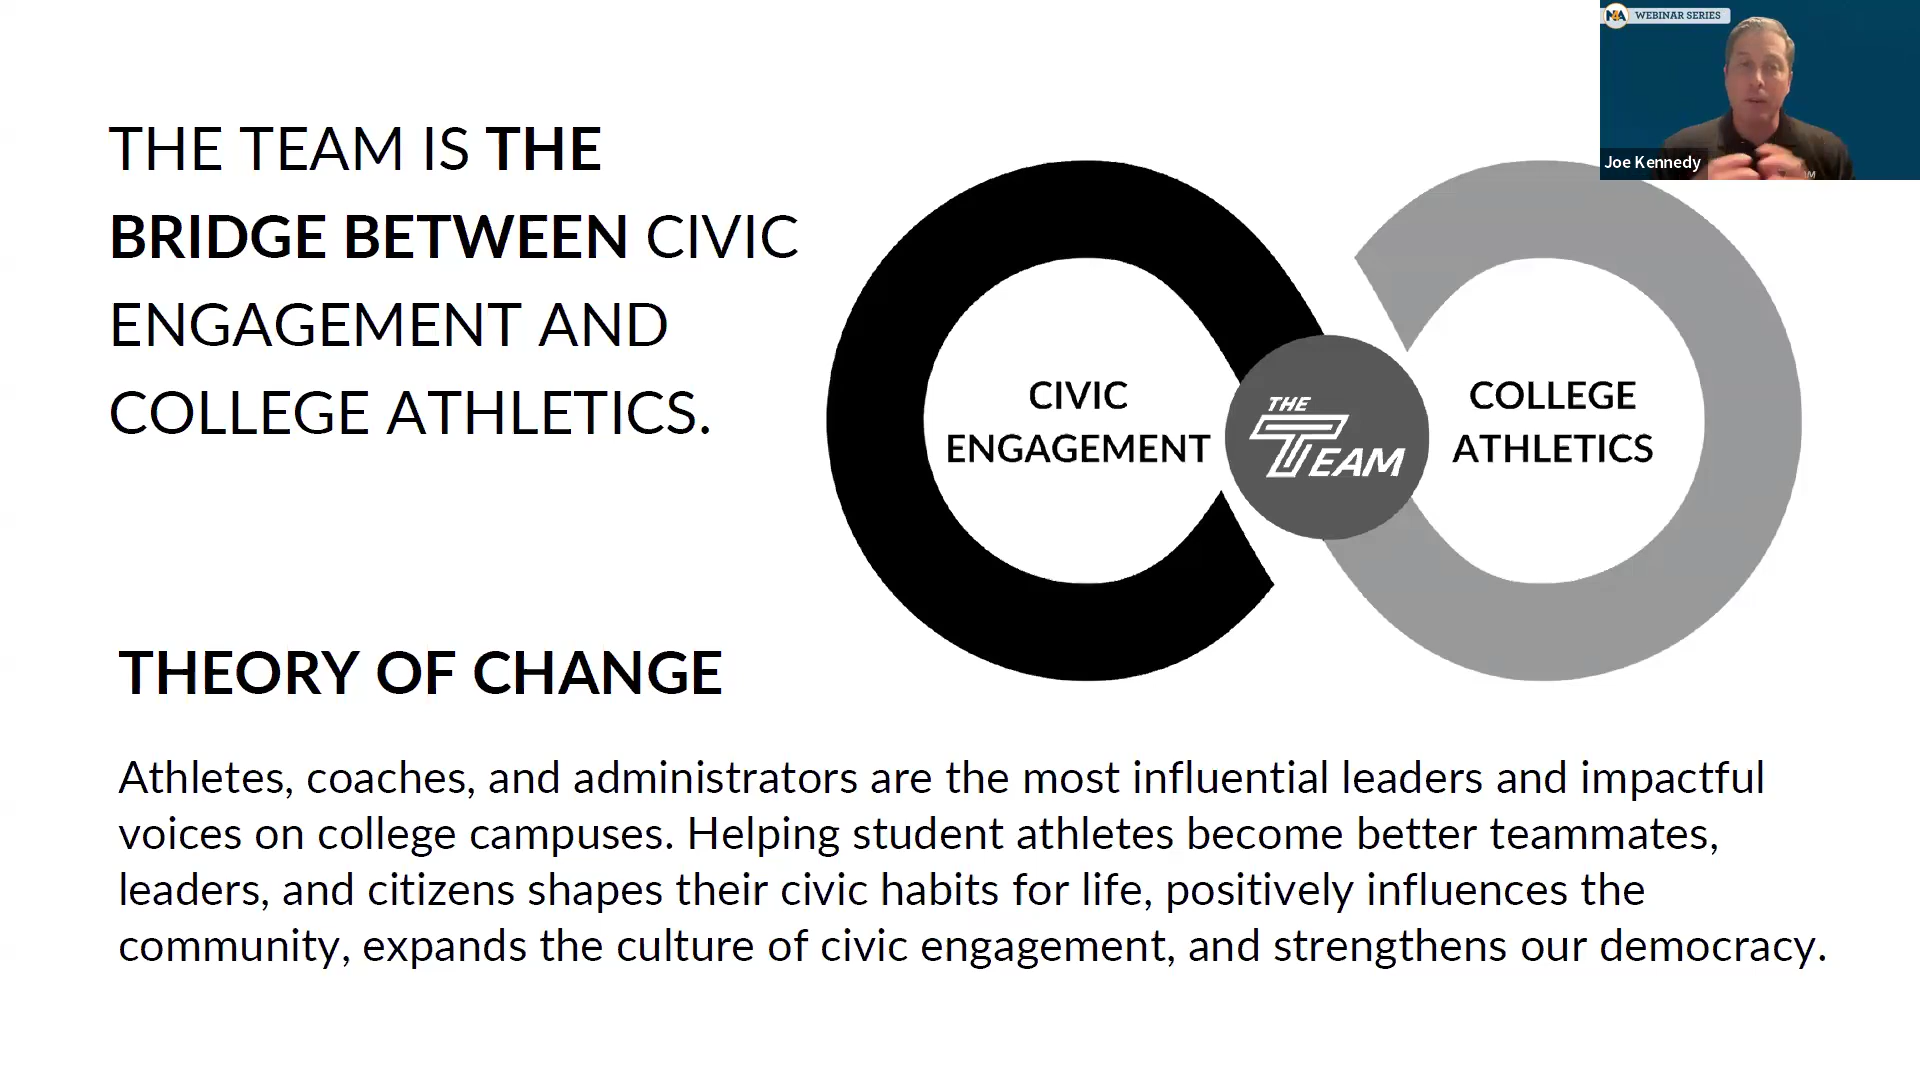 N4A WEBINAR SERIES
Joe Kennedy
THE TEAM IS THE
BRIDGE BETWEEN CIVIC
ENGAGEMENT AND
COLLEGE ATHLETICS.
CIVIC
ENGAGEMENT
THE
TEAM
COLLEGE
ATHLETICS
THEORY OF CHANGE
Athletes, coaches, and administrators are the most influential leaders and impactful
voices on college campuses. Helping student athletes become better teammates,
leaders, and citizens shapes their civic habits for life, positively influences the
community, expands the culture of civic engagement, and strengthens our democracy.